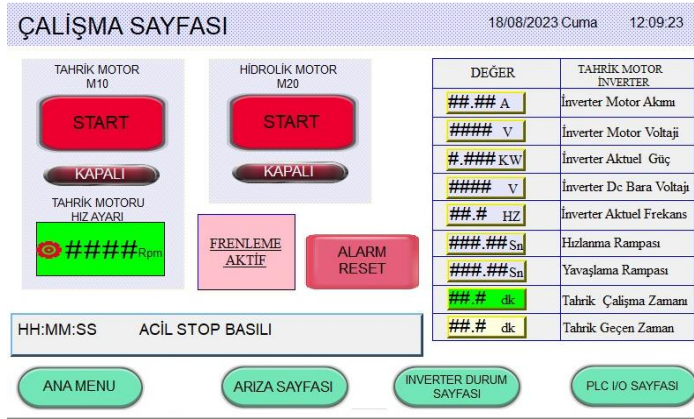 ÇALIŞMA SAYFASI
18/08/2023 Cuma 12:09:23
TAHRİK MOTOR
M10
START
KAPALI
TAHRİK MOTORU
HIZ AYARI
####Rpm
HİDROLİK MOTOR
M20
START
KAPALI
FRENLEME
AKTİF
ALARM
RESET
DEĞER TAHRİK MOTOR
İNVERTER
##.## A İnverter Motor Akımı
#### V İnverter Motor Voltaji
#.### KW İnverter Aktuel Güç
#### V İnverter Dc Bara Voltajı
##.# HZ İnverter Aktuel Frekans
###.## Sn Hızlanma Rampası
###.## Sn Yavaşlama Rampası
##.# dk Tahrik Çalişma Zamanı
##.# dk Tahrik Geçen Zaman
HH:MM:SS ACİL STOP BASILI
ANA MENU
ARIZA SAYFASI
INVERTER DURUM
SAYFASI
PLC I/O SAYFASI